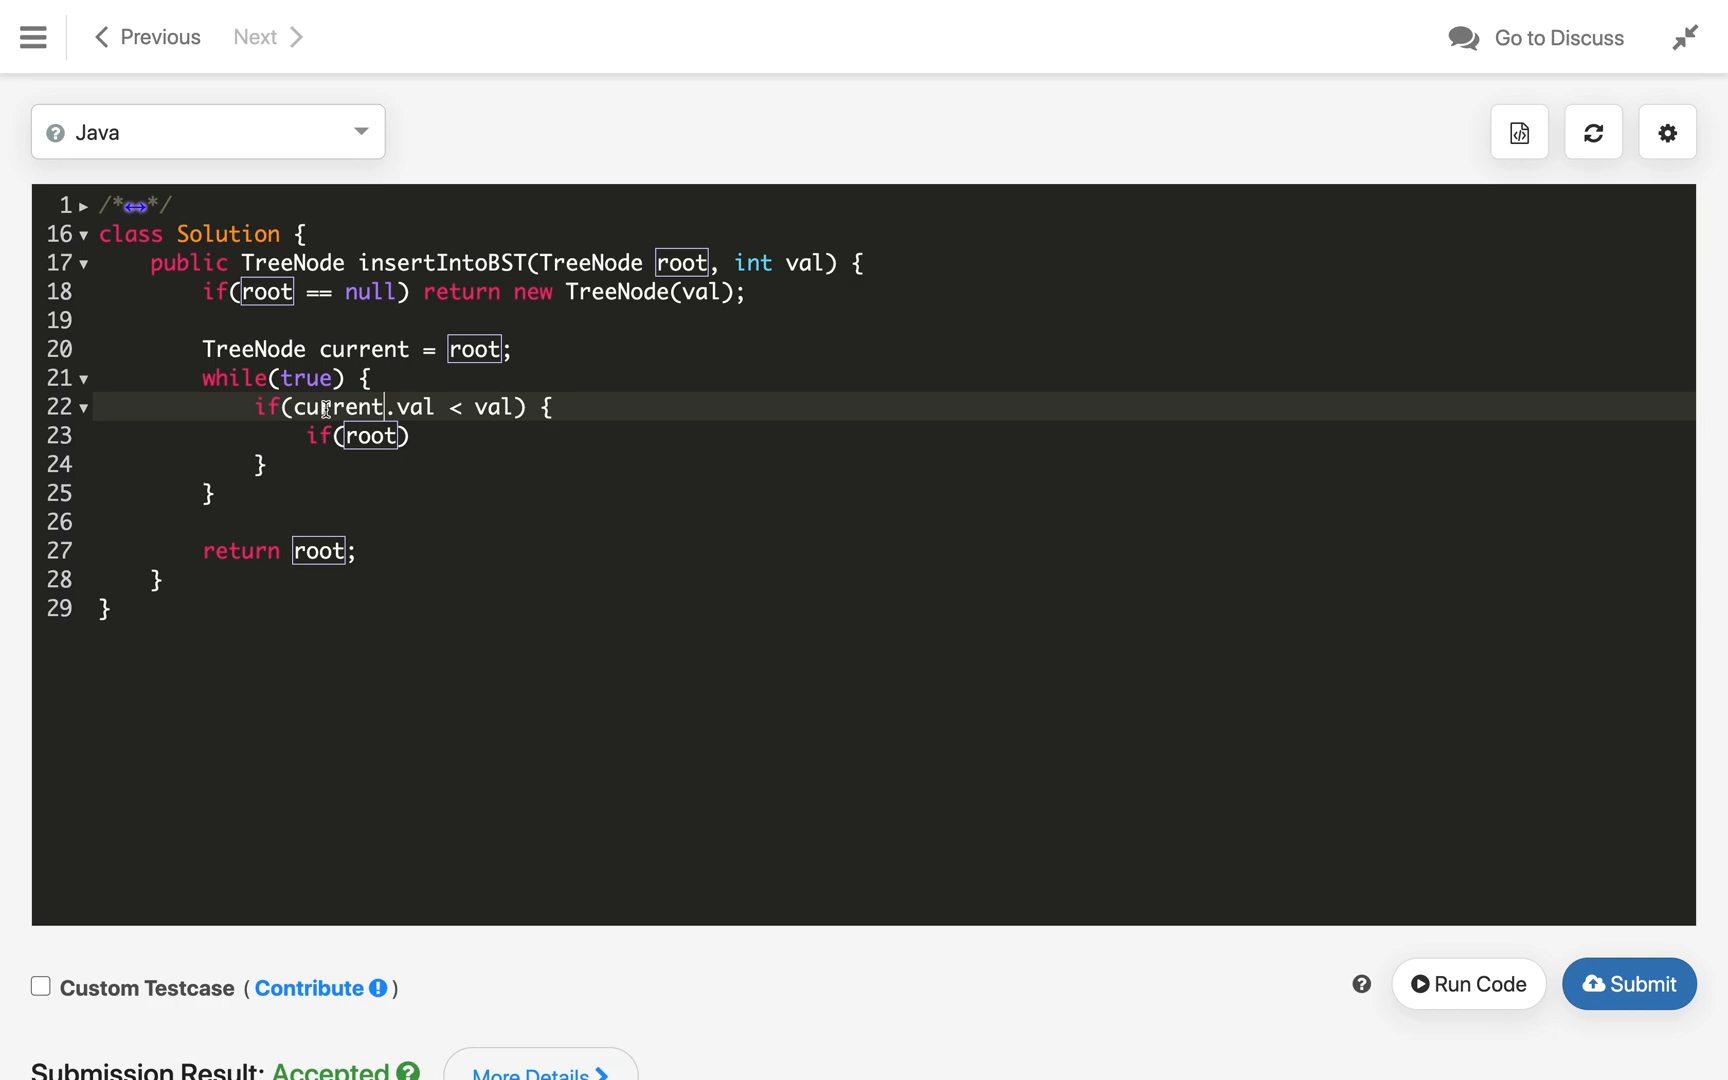 Previous Next Go to Discuss
Java
1 /**/
16 class Solution {
17 public TreeNode insertIntoBST(TreeNode root, int val) {
18 if(root == null) return new TreeNode(val);
19
20 TreeNode current = root;
21 while(true) {
22 if(current.val < val) {
23 if(root)
24 }
25 }
26
27 return root;
28 }
29 }
Custom Testcase ( Contribute ) Run Code Submit
Submission Result: Accepted More Details